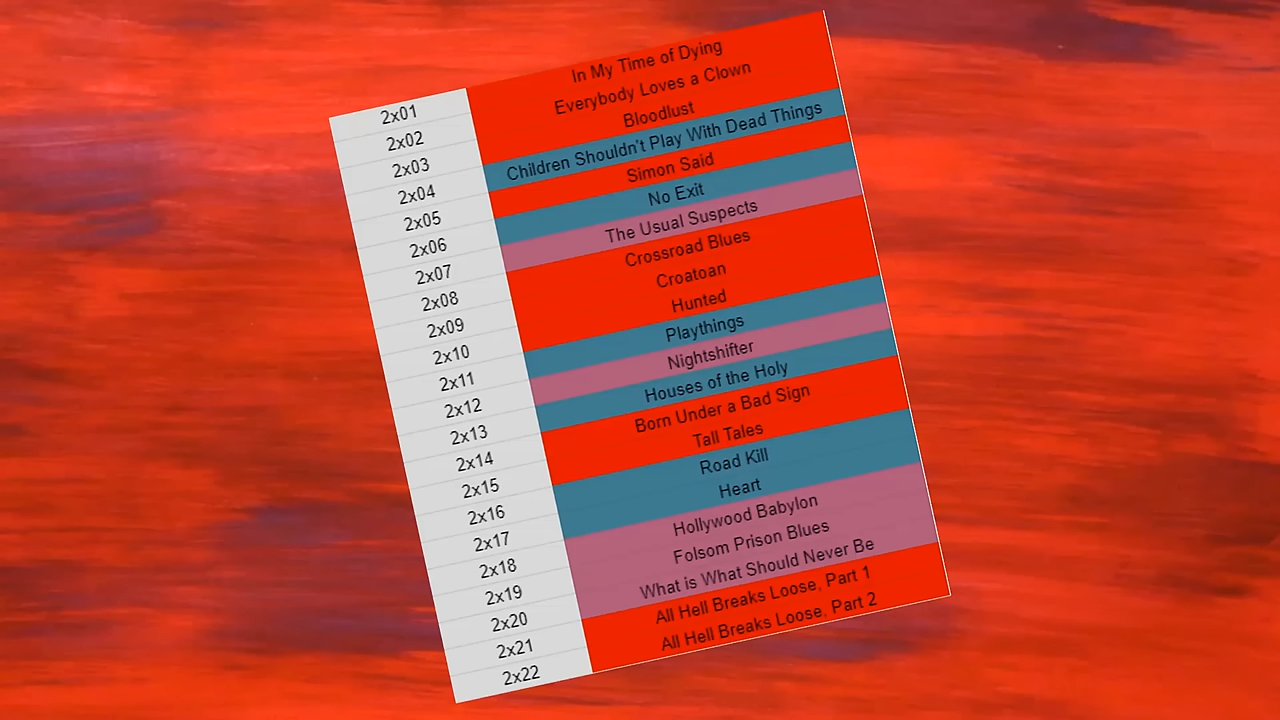 2x01 In My Time of Dying
2x02 Everybody Loves a Clown
2x03 Bloodlust
2x04 Children Shouldn't Play With Dead Things
2x05 Simon Said
2x06 No Exit
2x07 The Usual Suspects
2x08 Crossroad Blues
2x09 Croatoan
2x10 Hunted
2x11 Playthings
2x12 Nightshifter
2x13 Houses of the Holy
2x14 Born Under a Bad Sign
2x15 Tall Tales
2x16 Road Kill
2x17 Heart
2x18 Hollywood Babylon
2x19 Folsom Prison Blues
2x20 What is What Should Never Be
2x21 All Hell Breaks Loose, Part 1
2x22 All Hell Breaks Loose, Part 2